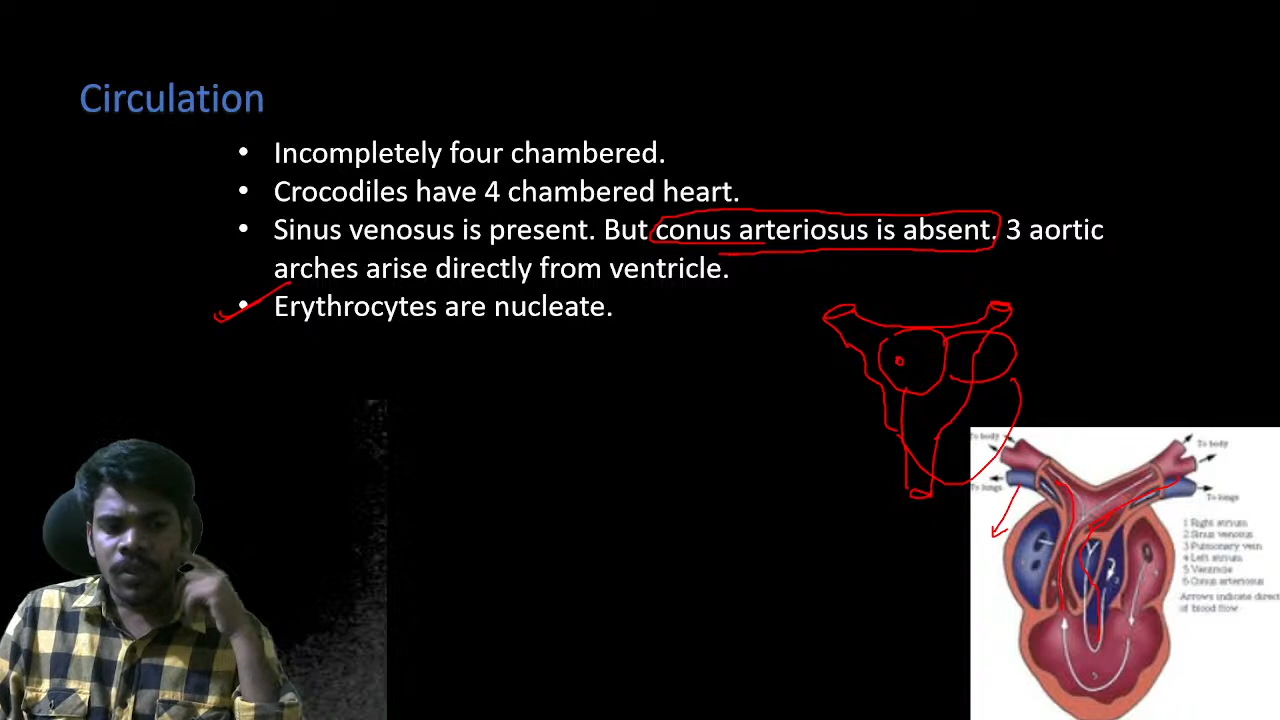 Circulation
• Incompletely four chambered.
• Crocodiles have 4 chambered heart.
• Sinus venosus is present. But conus arteriosus is absent. 3 aortic
arches arise directly from ventricle.
• Erythrocytes are nucleate.
To body
To body
To lungs
To lungs
1 Right atrium
2 Sinus venosus
3 Pulmonary vein
4 Left atrium
5 Ventricle
6 Conus arteriosus
Arrows indicate direct
of blood flow